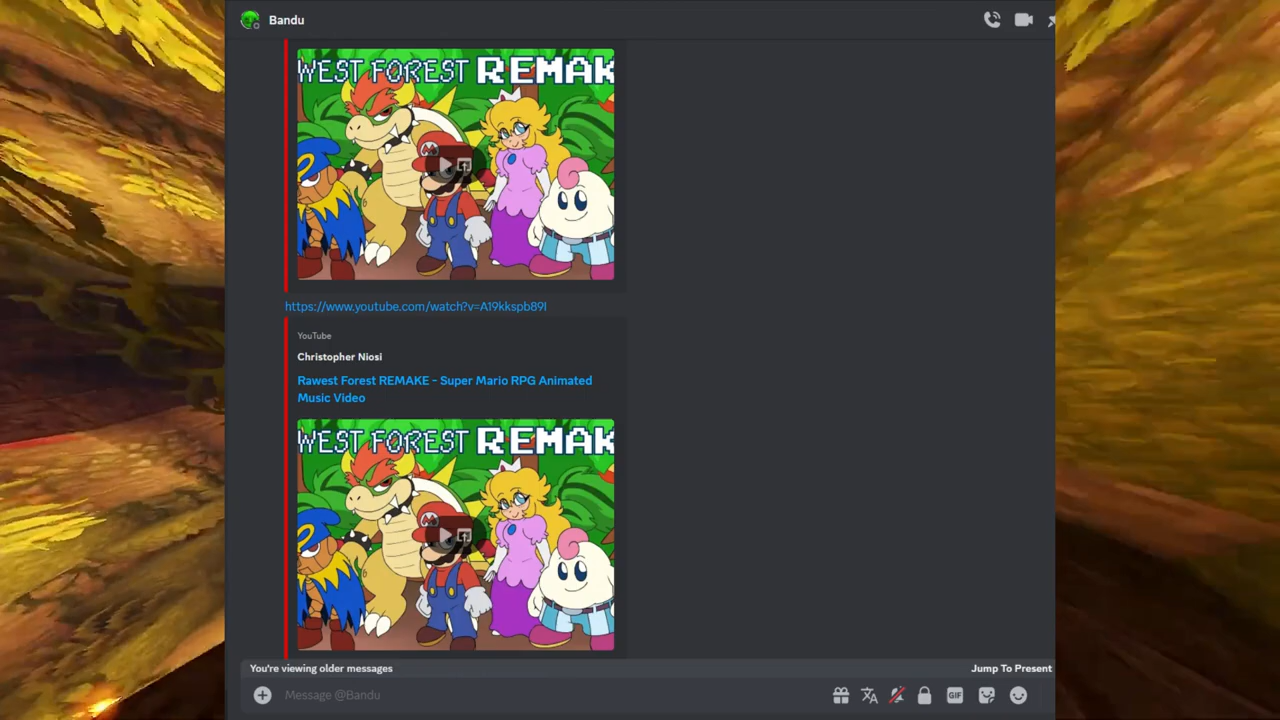 Bandu
WEST FOREST REMAK
https://www.youtube.com/watch?v=A19kkspb89I
YouTube
Christopher Niosi
Rawest Forest REMAKE - Super Mario RPG Animated
Music Video
WEST FOREST REMAK
You're viewing older messages
Jump To Present
Message @Bandu
GIF